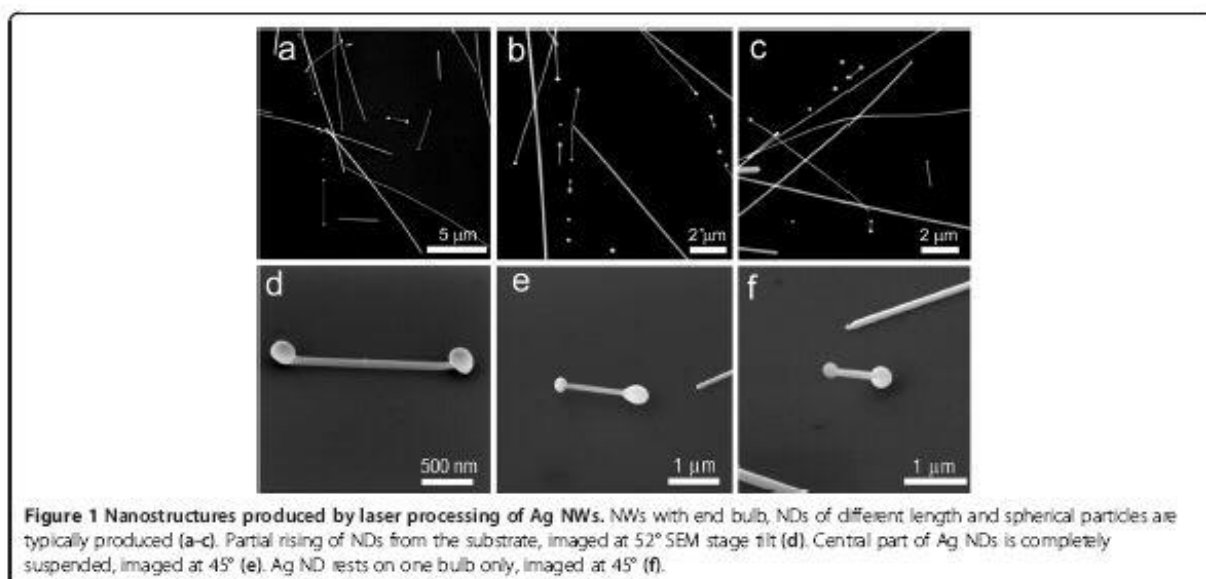 a
b
c
5 μm
2 μm
2 μm
d
e
f
500 nm
1 μm
1 μm
Figure 1 Nanostructures produced by laser processing of Ag NWs. NWs with end bulb, NDs of different length and spherical particles are
typically produced (a-c). Partial rising of NDs from the substrate, imaged at 52° SEM stage tilt (d). Central part of Ag NDs is completely
suspended, imaged at 45° (e). Ag ND rests on one bulb only, imaged at 45° (f).